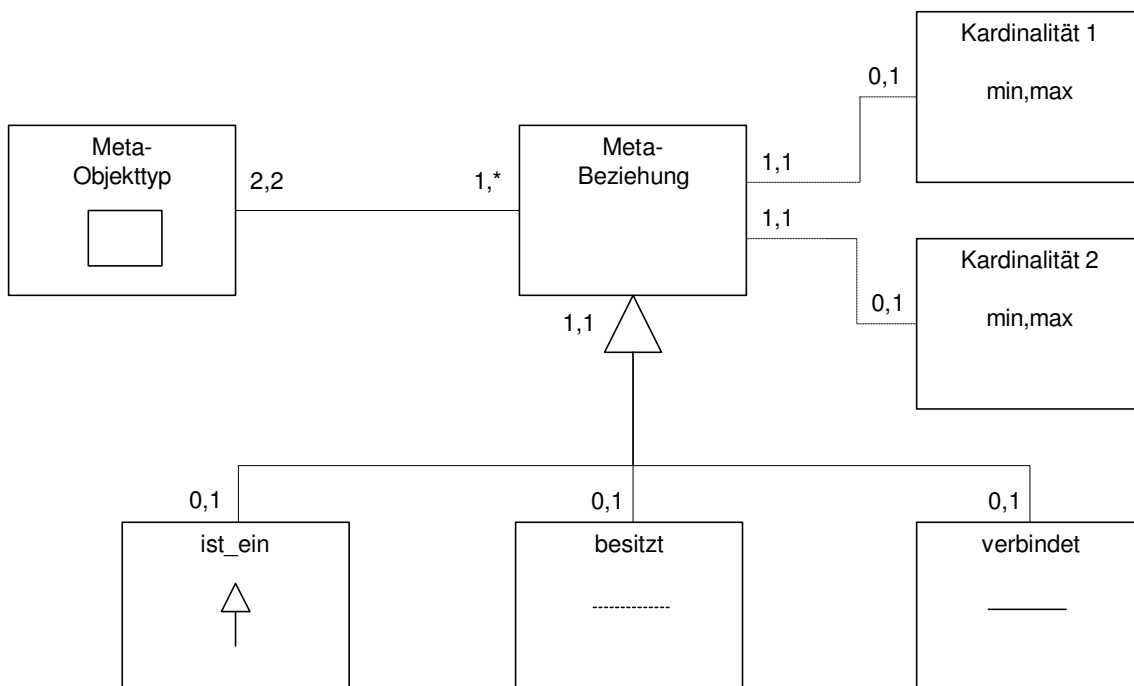 Kardinalität 1
0,1
min,max
Meta-
Objekttyp
Meta-
Beziehung
2,2
1,*
1,1
1,1
Kardinalität 2
0,1
min,max
1,1
0,1
0,1
0,1
ist_ein
besitzt
verbindet